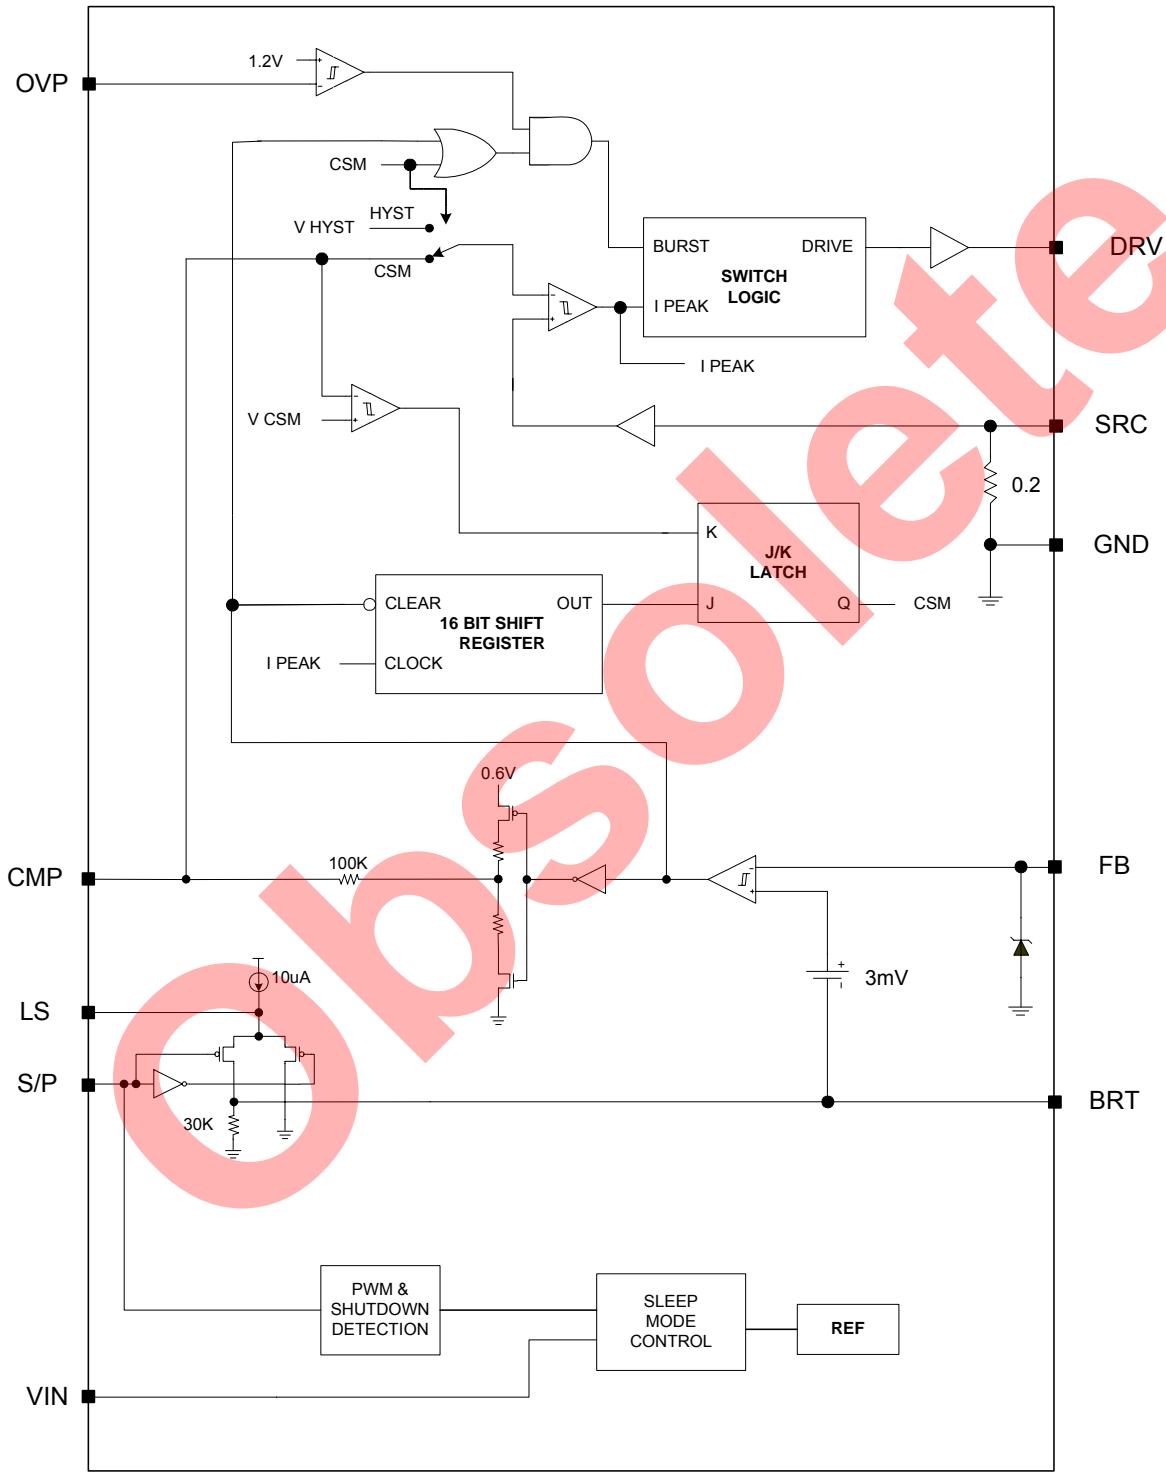 1.2V
+
-
OVP
CSM
HYST
V HYST
CSM
BURST
DRIVE
SWITCH
LOGIC
I PEAK
DRV
-
+
I PEAK
V CSM
-
+
SRC
0.2
GND
K
J/K
LATCH
J
Q
CSM
CLEAR
OUT
16 BIT SHIFT
REGISTER
I PEAK
CLOCK
0.6V
100K
CMP
FB
-
+
+
-
3mV
10uA
LS
S/P
30K
BRT
PWM &
SHUTDOWN
DETECTION
SLEEP
MODE
CONTROL
REF
VIN
Obsolete